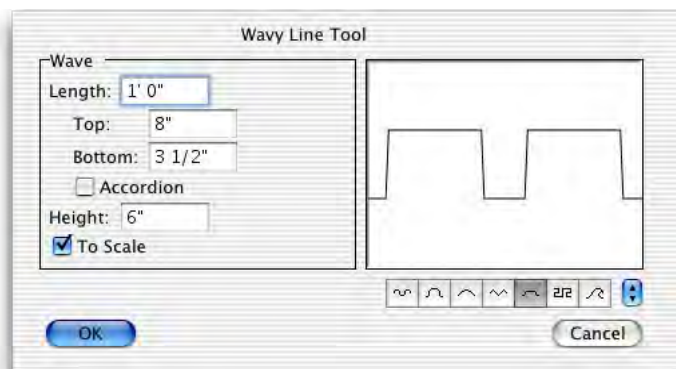 Wavy Line Tool
Wave
Length: 1' 0"
Top: 8"
Bottom: 3 1/2"
Accordion
Height: 6"
To Scale
OK
Cancel